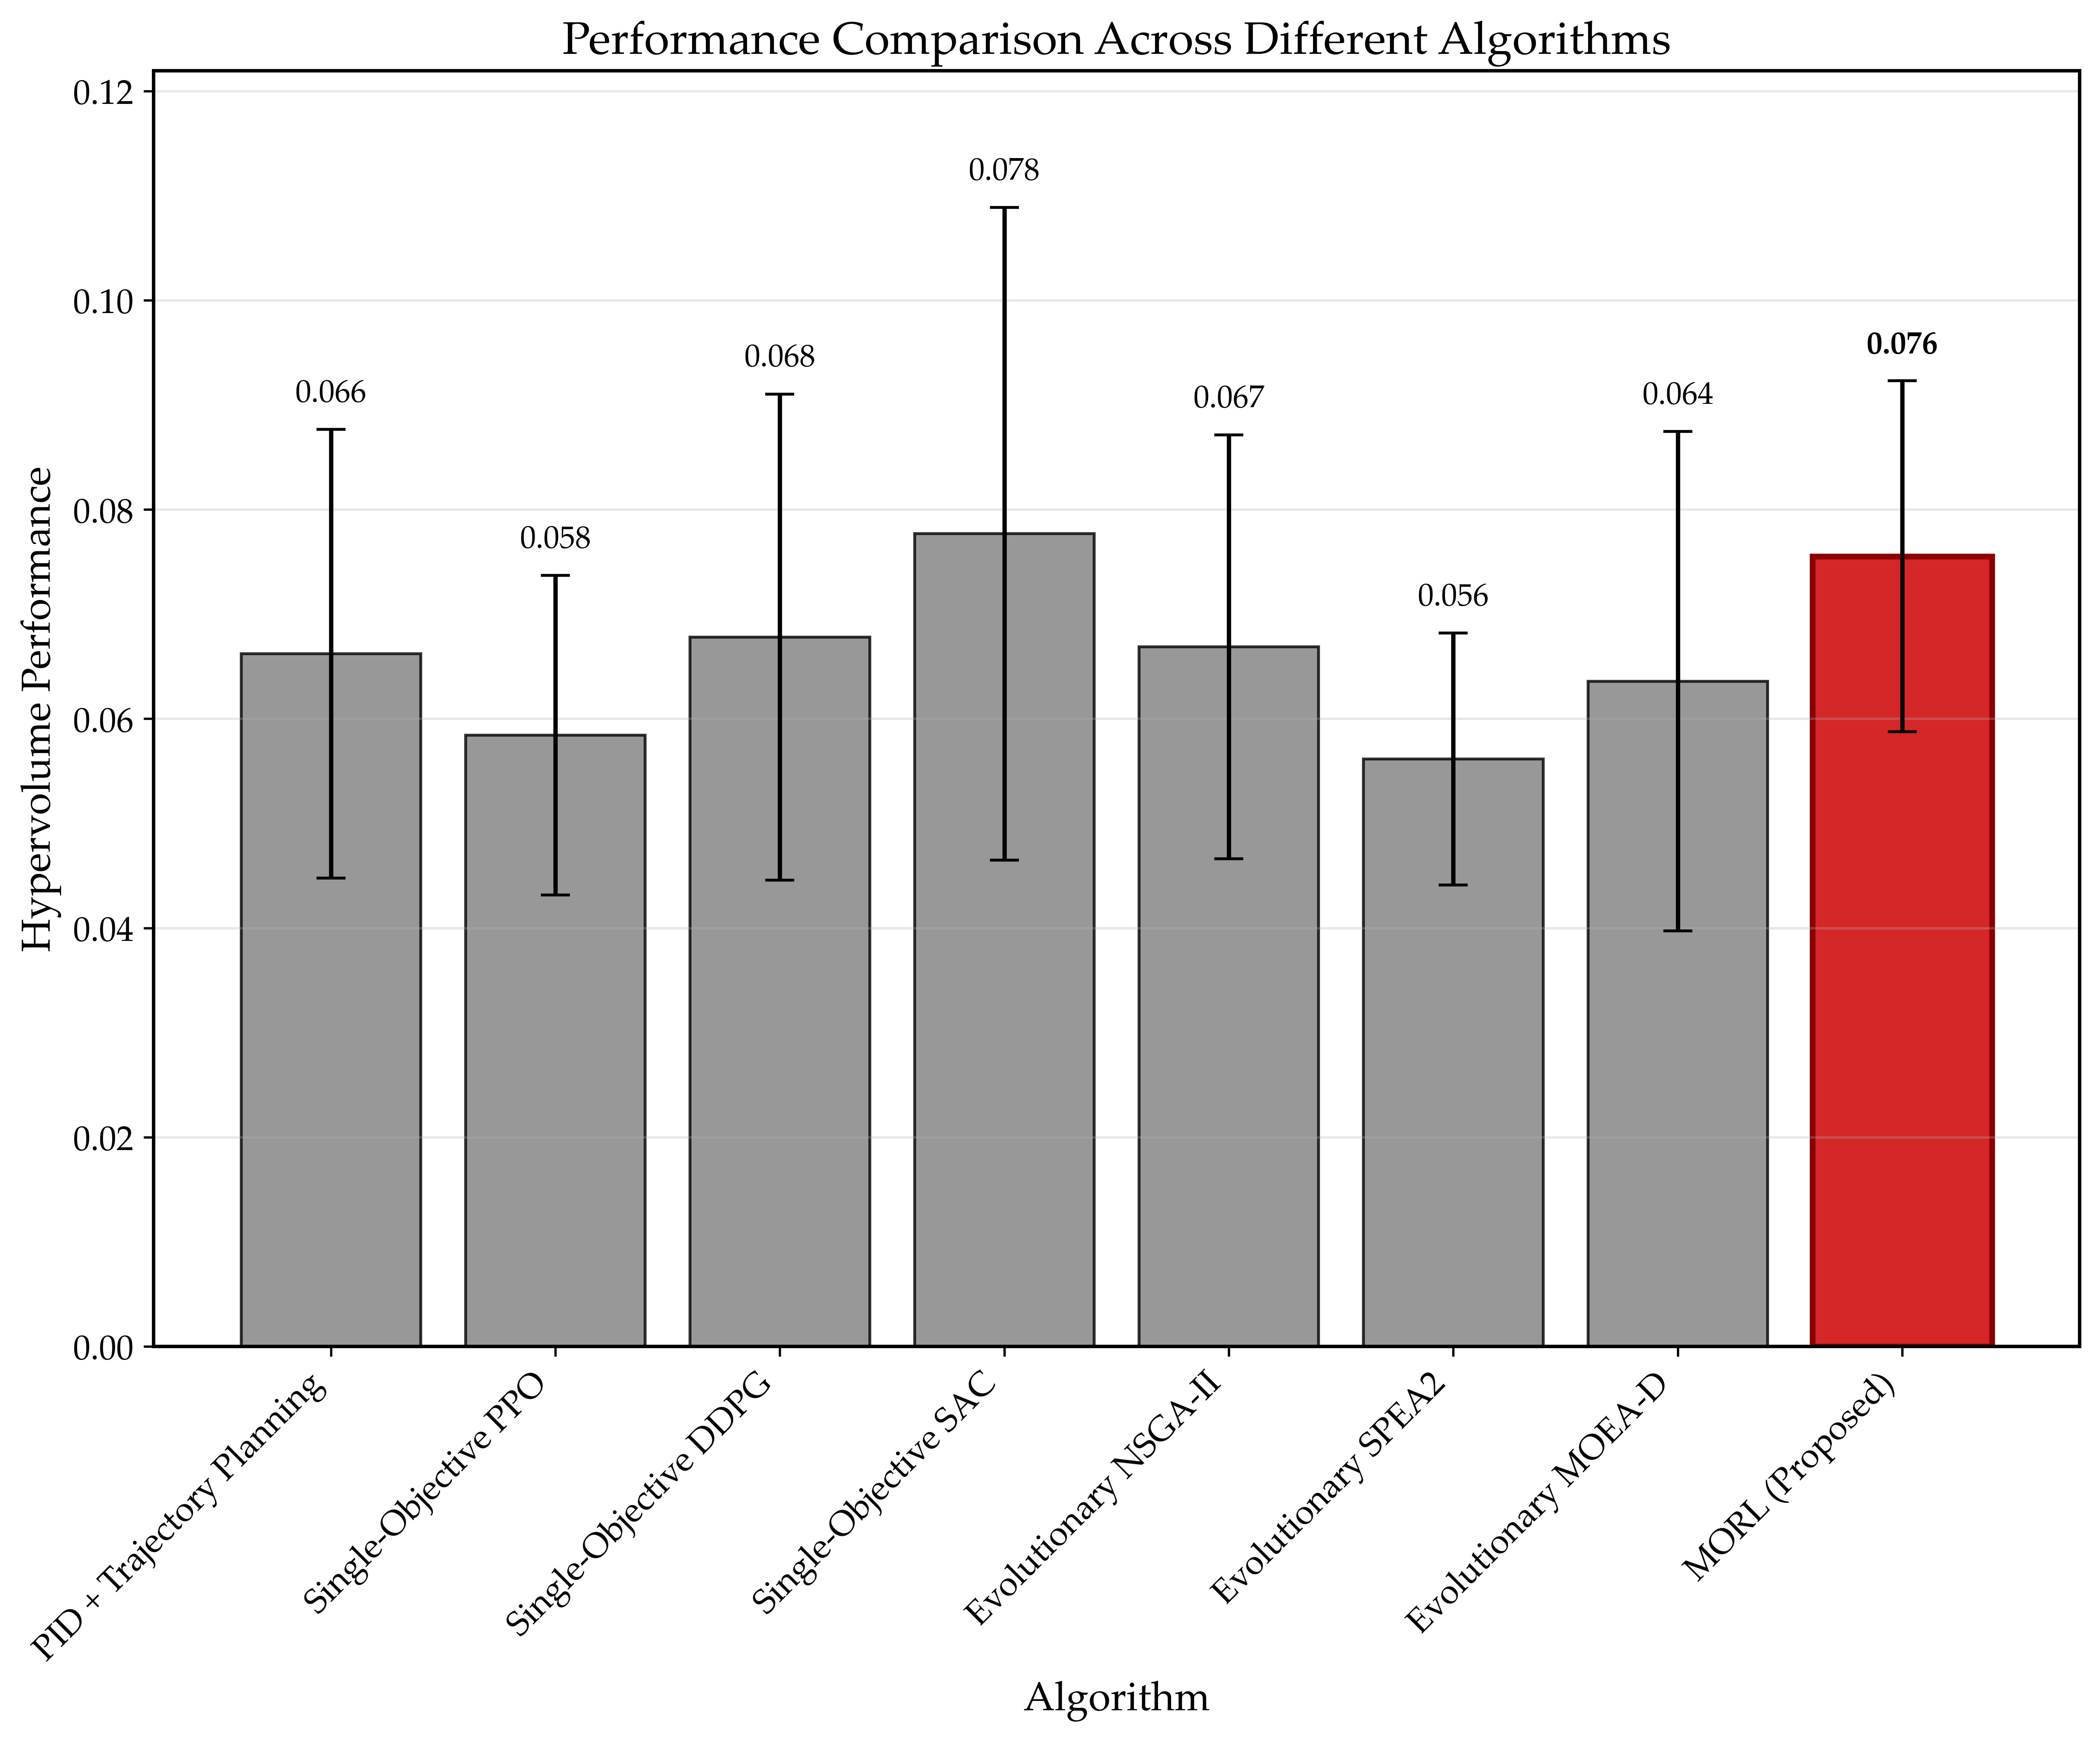 Performance Comparison Across Different Algorithms
Hypervolume Performance
0.12
0.10
0.08
0.06
0.04
0.02
0.00
0.066
0.058
0.068
0.078
0.067
0.056
0.064
0.076
PID + Trajectory Planning
Single-Objective PPO
Single-Objective DDPG
Single-Objective SAC
Evolutionary NSGA-II
Evolutionary SPEA2
Evolutionary MOEA-D
MORL (Proposed)
Algorithm